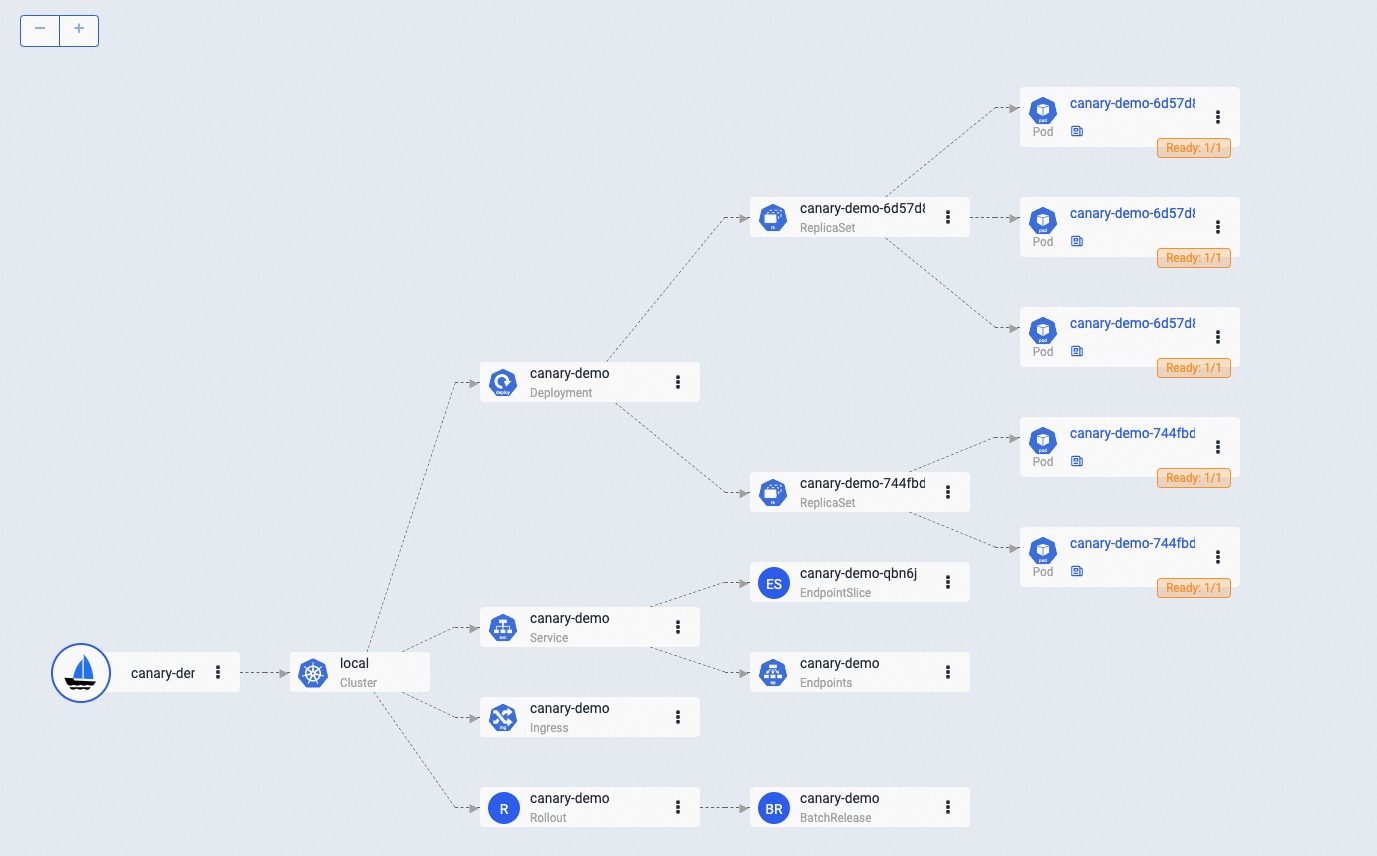 − +
canary-demo-6d57d8
Pod
Ready: 1/1
canary-demo-6d57d8
ReplicaSet
canary-demo-6d57d8
Pod
Ready: 1/1
canary-demo-6d57d8
Pod
Ready: 1/1
canary-demo
Deployment
deploy
canary-demo-744fbd
Pod
Ready: 1/1
canary-demo-744fbd
ReplicaSet
canary-demo-744fbd
Pod
Ready: 1/1
ES
canary-demo-qbn6j
EndpointSlice
canary-demo
Service
canary-der
local
Cluster
canary-demo
Endpoints
canary-demo
Ingress
R
canary-demo
Rollout
BR
canary-demo
BatchRelease